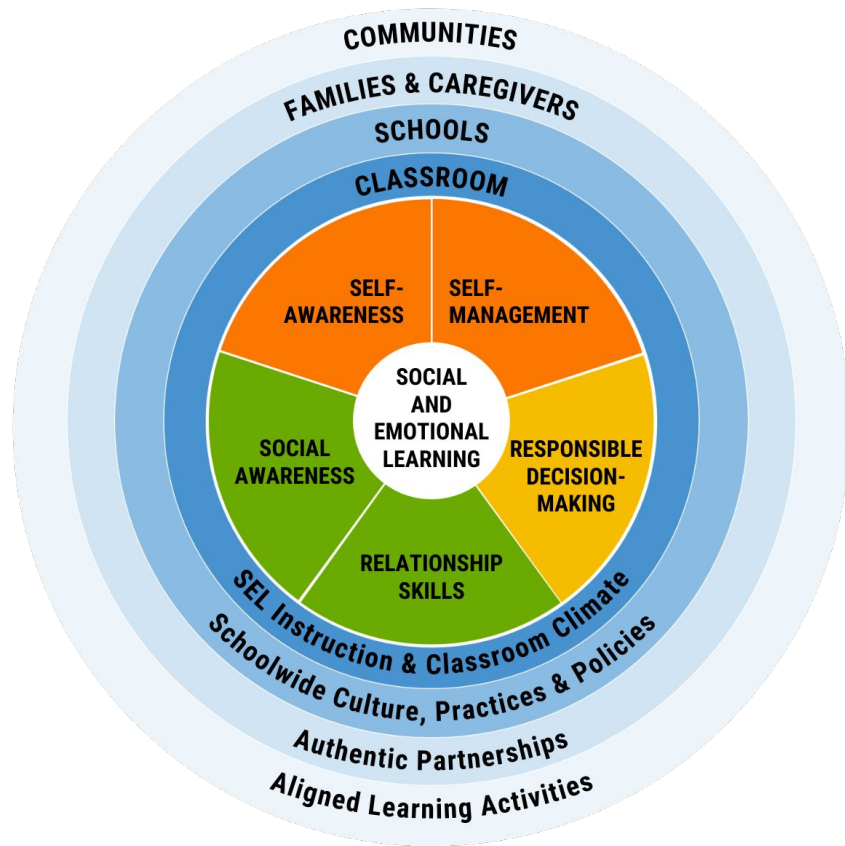 COMMUNITIES
FAMILIES & CAREGIVERS
SCHOOLS
CLASSROOM
SELF-
AWARENESS
SELF-
MANAGEMENT
SOCIAL
AND
EMOTIONAL
LEARNING
SOCIAL
AWARENESS
RESPONSIBLE
DECISION-
MAKING
RELATIONSHIP
SKILLS
SEL Instruction & Classroom Climate
Schoolwide Culture, Practices & Policies
Authentic Partnerships
Aligned Learning Activities